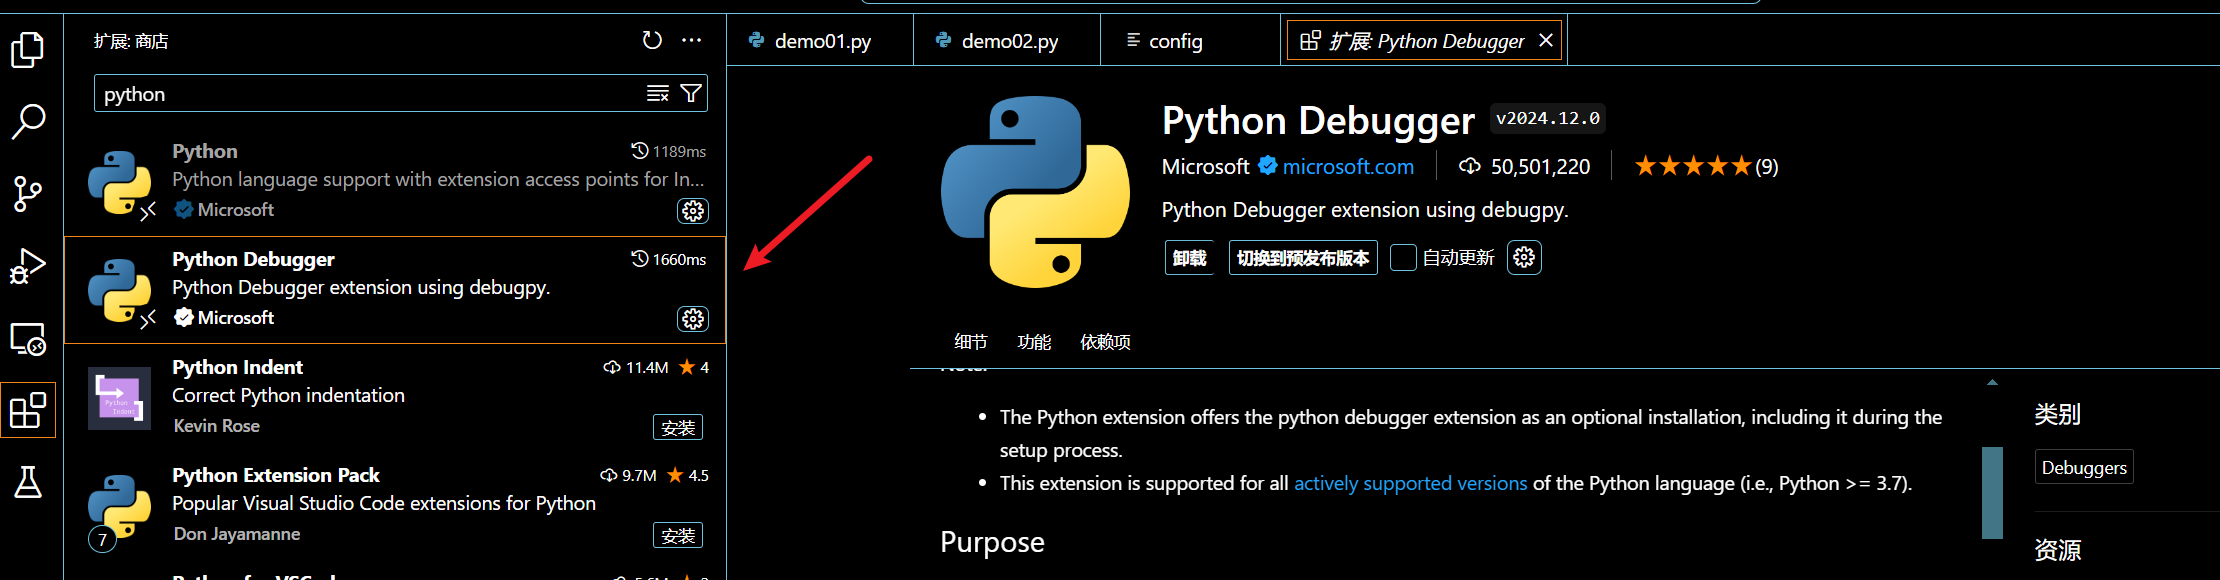 扩展: 商店
python
Python
1189ms
Python language support with extension access points for In...
Microsoft
Python Debugger
1660ms
Python Debugger extension using debugpy.
Microsoft
Python Indent
11.4M
4
Correct Python indentation
Kevin Rose
安装
Python Extension Pack
9.7M
4.5
Popular Visual Studio Code extensions for Python
Don Jayamanne
安装
7
demo01.py
demo02.py
config
扩展: Python Debugger
Python Debugger
v2024.12.0
Microsoft
microsoft.com
50,501,220
(9)
Python Debugger extension using debugpy.
卸载
切换到预发布版本
自动更新
细节
功能
依赖项
The Python extension offers the python debugger extension as an optional installation, including it during the
setup process.
This extension is supported for all actively supported versions of the Python language (i.e., Python >= 3.7).
Purpose
类别
Debuggers
资源